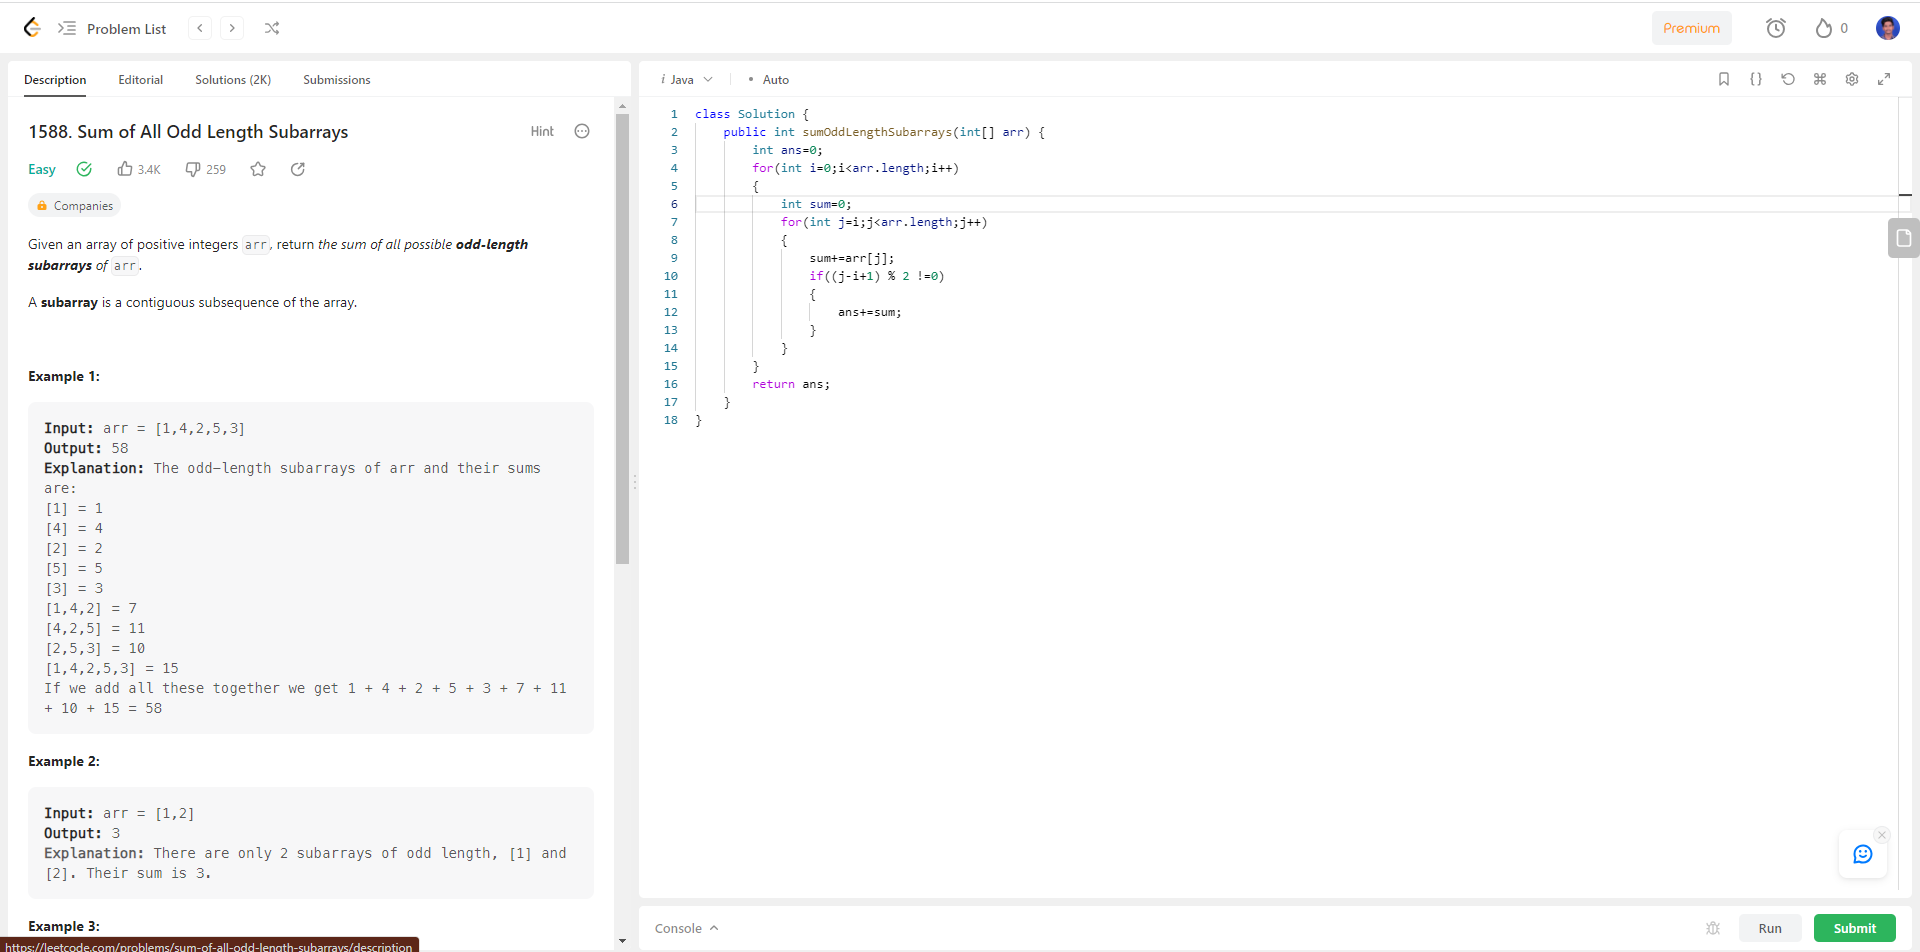 Problem List
Premium
0
Description Editorial Solutions (2K) Submissions
1588. Sum of All Odd Length Subarrays
Hint
Easy 3.4K 259
Companies
Given an array of positive integers arr, return the sum of all possible odd-length
subarrays of arr.
A subarray is a contiguous subsequence of the array.
Example 1:
Input: arr = [1,4,2,5,3]
Output: 58
Explanation: The odd-length subarrays of arr and their sums
are:
[1] = 1
[4] = 4
[2] = 2
[5] = 5
[3] = 3
[1,4,2] = 7
[4,2,5] = 11
[2,5,3] = 10
[1,4,2,5,3] = 15
If we add all these together we get 1 + 4 + 2 + 5 + 3 + 7 + 11
+ 10 + 15 = 58
Example 2:
Input: arr = [1,2]
Output: 3
Explanation: There are only 2 subarrays of odd length, [1] and
[2]. Their sum is 3.
Example 3:
https://leetcode.com/problems/sum-of-all-odd-length-subarrays/description
i Java • Auto
1 class Solution {
2 public int sumOddLengthSubarrays(int[] arr) {
3 int ans=0;
4 for(int i=0;i<arr.length;i++)
5 {
6 int sum=0;
7 for(int j=i;j<arr.length;j++)
8 {
9 sum+=arr[j];
10 if((j-i+1) % 2 !=0)
11 {
12 ans+=sum;
13 }
14 }
15 }
16 return ans;
17 }
18 }
Console
Run
Submit